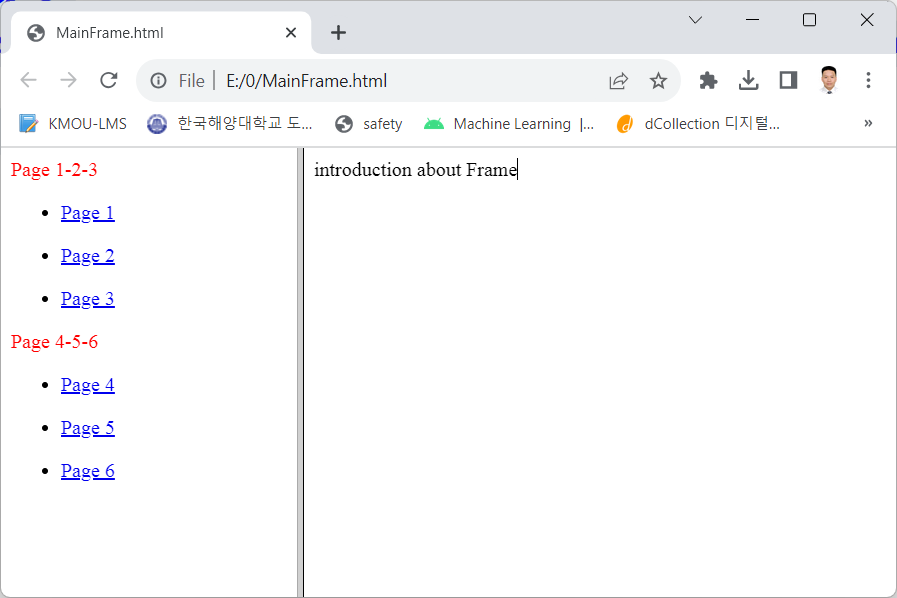 MainFrame.html
File | E:/0/MainFrame.html
KMOU-LMS 한국해양대학교 도... safety Machine Learning |... dCollection 디지털... »
Page 1-2-3
Page 1
Page 2
Page 3
Page 4-5-6
Page 4
Page 5
Page 6
introduction about Frame